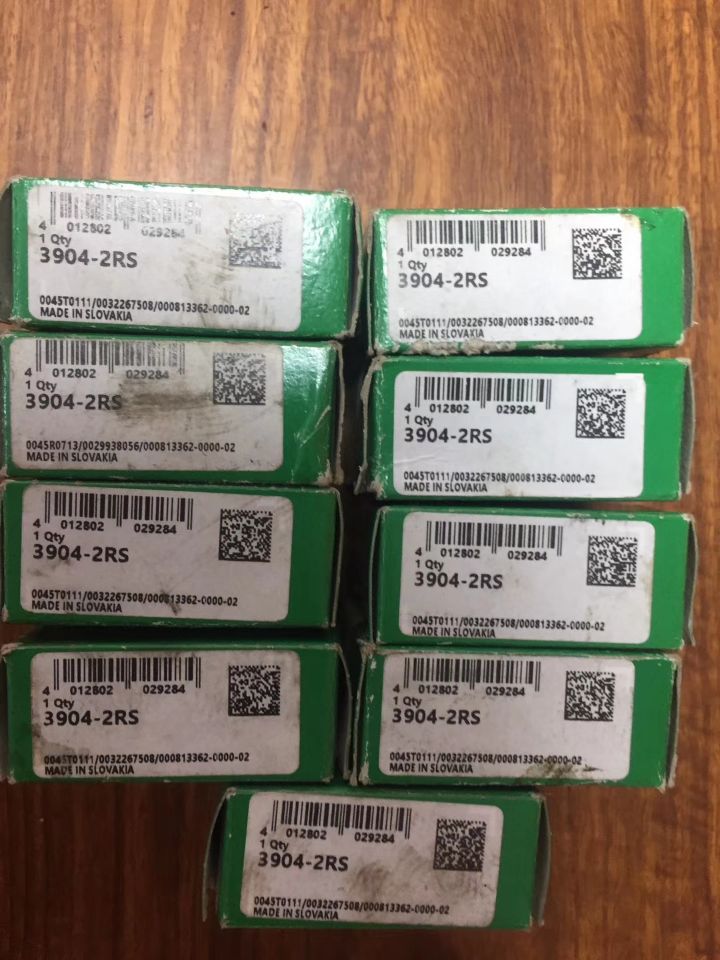 4 012802 029284
1 Qty
3904-2RS
0045T0111/0032267508/000813362-0000-02
MADE IN SLOVAKIA
4 012802 029284
1 Qty
3904-2RS
0045T0111/0032267508/000813362-0000-02
MADE IN SLOVAKIA
4 012802 029284
1 Qty
3904-2RS
0045R0713/0029938056/000813362-0000-02
MADE IN SLOVAKIA
4 012802 029284
1 Qty
3904-2RS
0045T0111/0032267508/000813362-0000-02
MADE IN SLOVAKIA
4 012802 029284
1 Qty
3904-2RS
0045T0111/0032267508/000813362-0000-02
MADE IN SLOVAKIA
4 012802 029284
1 Qty
3904-2RS
0045T0111/0032267508/000813362-0000-02
MADE IN SLOVAKIA
4 012802 029284
1 Qty
3904-2RS
0045T0111/0032267508/000813362-0000-02
MADE IN SLOVAKIA
4 012802 029284
1 Qty
3904-2RS
0045T0111/0032267508/000813362-0000-02
MADE IN SLOVAKIA
4 012802 029284
1 Qty
3904-2RS
0045T0111/0032267508/000813362-0000-02
MADE IN SLOVAKIA